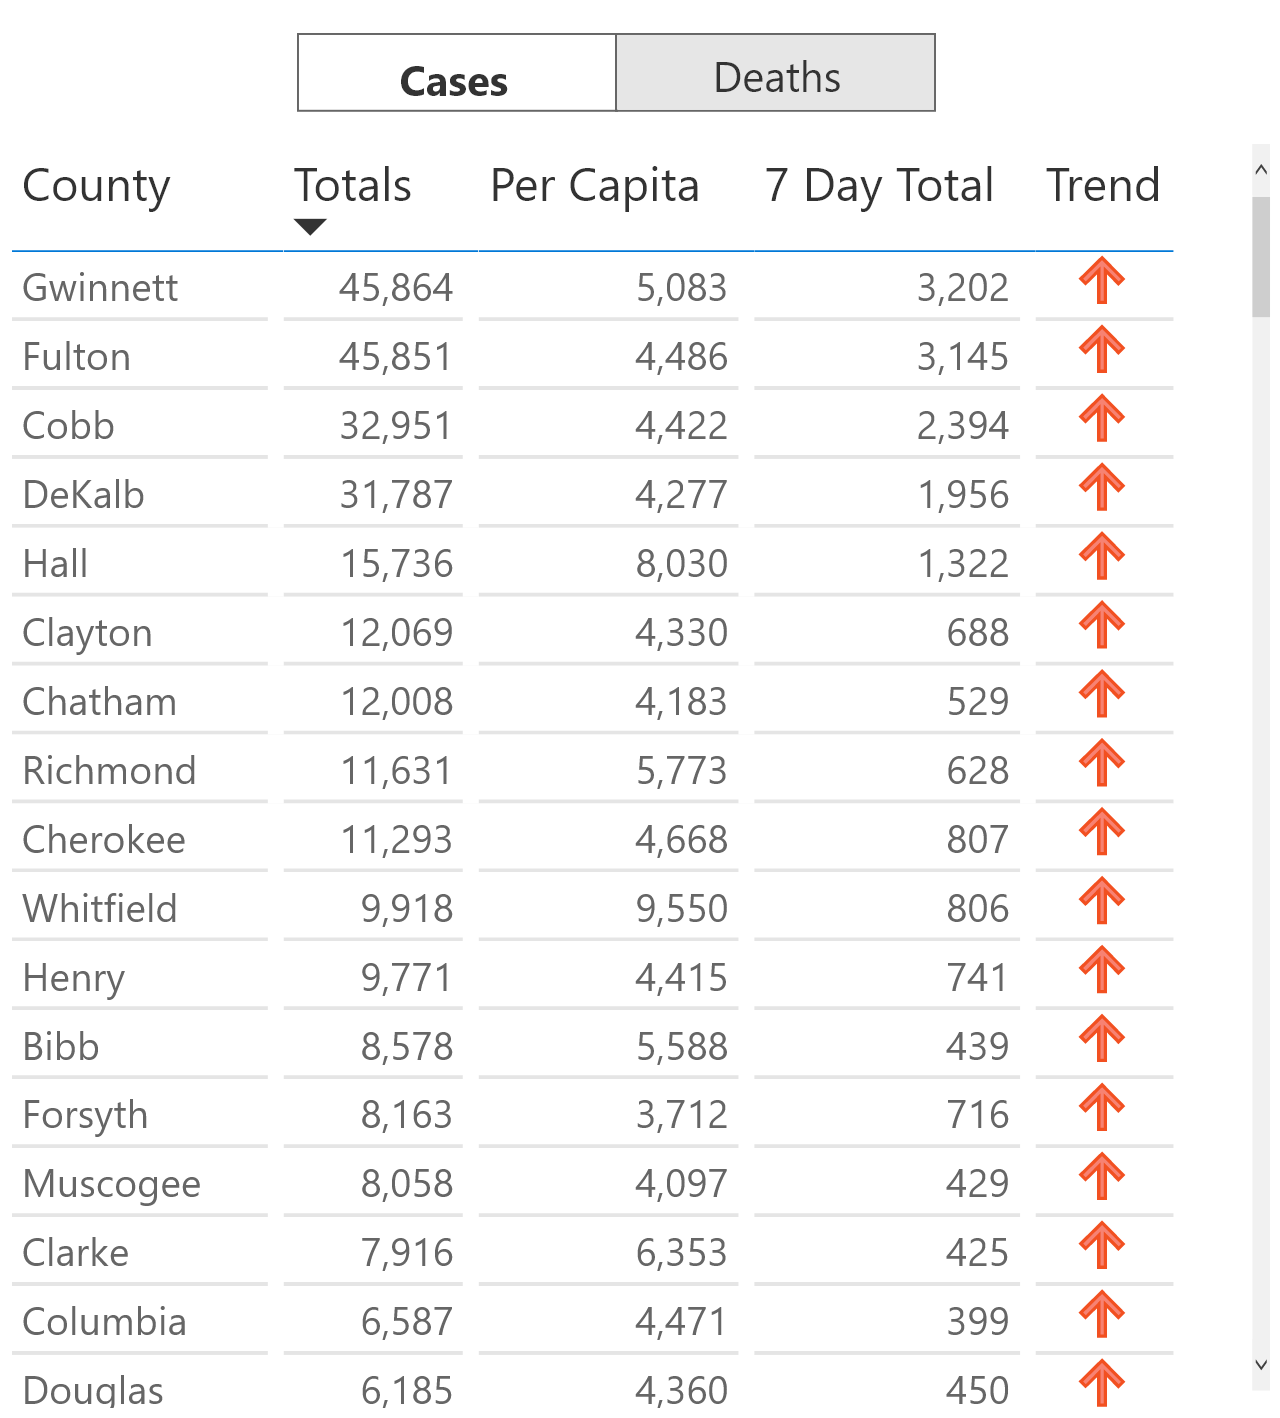 Cases Deaths
County Totals Per Capita 7 Day Total Trend
Gwinnett 45,864 5,083 3,202
Fulton 45,851 4,486 3,145
Cobb 32,951 4,422 2,394
DeKalb 31,787 4,277 1,956
Hall 15,736 8,030 1,322
Clayton 12,069 4,330 688
Chatham 12,008 4,183 529
Richmond 11,631 5,773 628
Cherokee 11,293 4,668 807
Whitfield 9,918 9,550 806
Henry 9,771 4,415 741
Bibb 8,578 5,588 439
Forsyth 8,163 3,712 716
Muscogee 8,058 4,097 429
Clarke 7,916 6,353 425
Columbia 6,587 4,471 399
Douglas 6,185 4,360 450